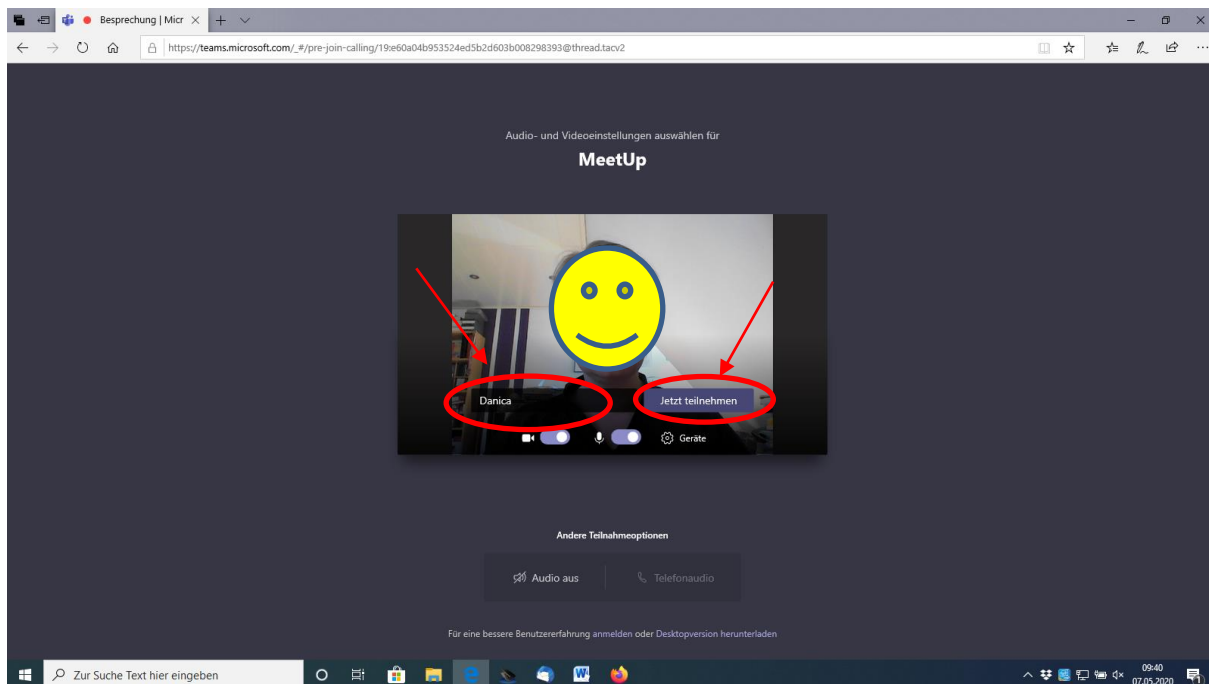 Besprechung | Micr
https://teams.microsoft.com/_#/pre-join-calling/19:e60a04b953524ed5b2d603b008298393@thread.tacv2
Audio- und Videoeinstellungen auswählen für
MeetUp
Danica
Jetzt teilnehmen
Geräte
Andere Teilnahmeoptionen
Audio aus
Telefonaudio
Für eine bessere Benutzererfahrung anmelden oder Desktopversion herunterladen
Zur Suche Text hier eingeben
09:40
07.05.2020